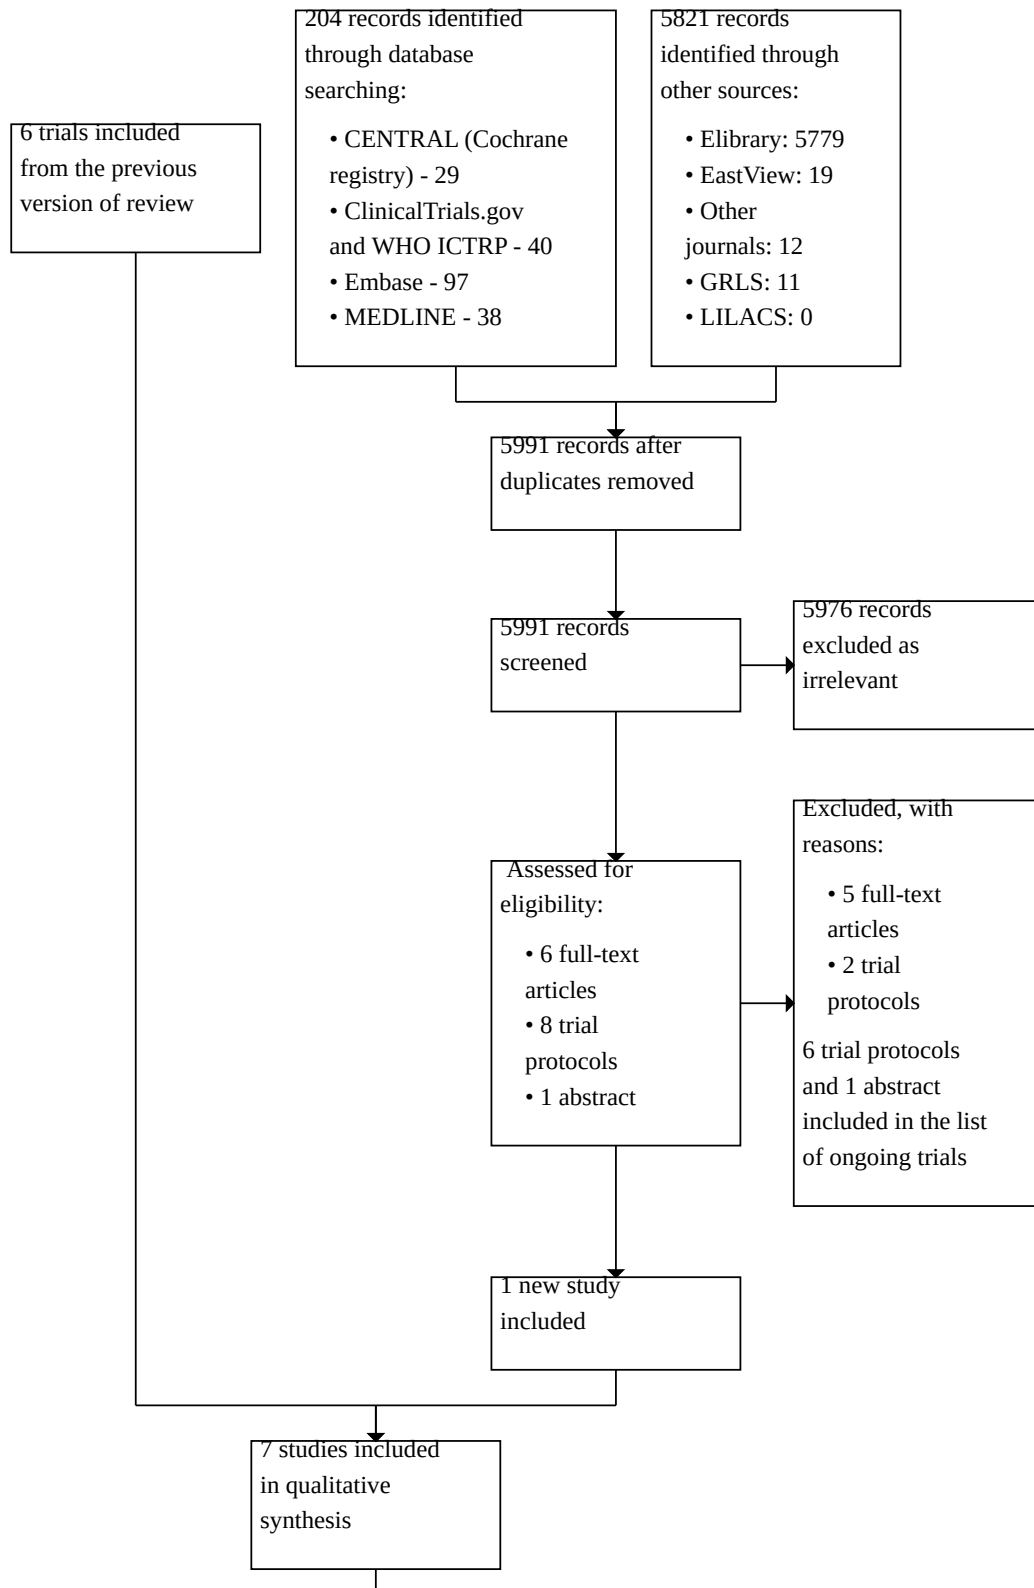 204 records identified
through database
searching:
• CENTRAL (Cochrane
registry) - 29
• ClinicalTrials.gov
and WHO ICTRP - 40
• Embase - 97
• MEDLINE - 38
5821 records
identified through
other sources:
• Elibrary: 5779
• EastView: 19
• Other
journals: 12
• GRLS: 11
• LILACS: 0
6 trials included
from the previous
version of review
5991 records after
duplicates removed
5991 records
screened
5976 records
excluded as
irrelevant
Assessed for
eligibility:
• 6 full-text
articles
• 8 trial
protocols
• 1 abstract
Excluded, with
reasons:
• 5 full-text
articles
• 2 trial
protocols
6 trial protocols
and 1 abstract
included in the list
of ongoing trials
1 new study
included
7 studies included
in qualitative
synthesis